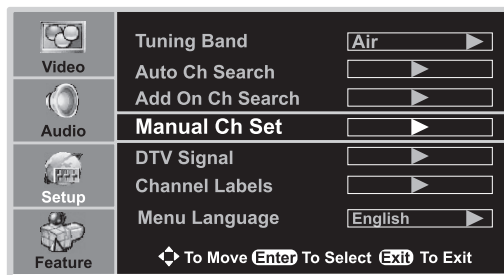 Video
Audio
Setup
Feature
Tuning Band Air
Auto Ch Search
Add On Ch Search
Manual Ch Set
DTV Signal
Channel Labels
Menu Language English
To Move Enter To Select Exit To Exit